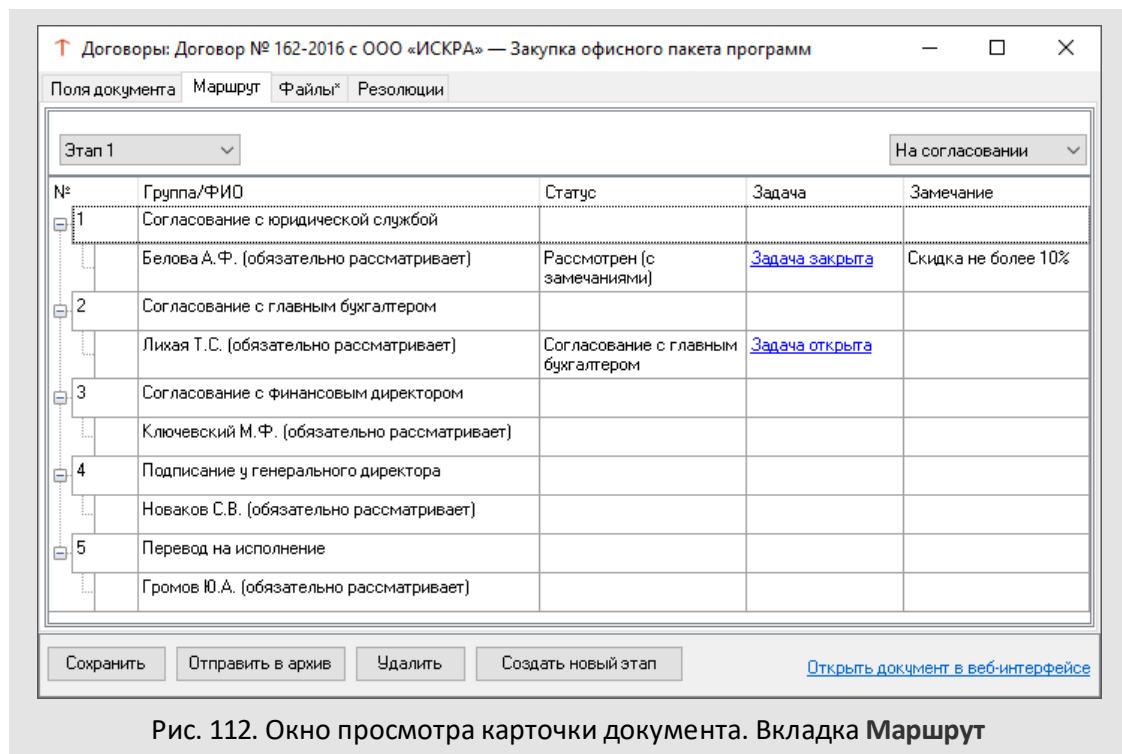 Договоры: Договор № 162-2016 с ООО «ИСКРА» — Закупка офисного пакета программ
Поля документа Маршрут Файлы* Резолюции
Этап 1 На согласовании
№ Группа/ФИО Статус Задача Замечание
1 Согласование с юридической службой
Белова А.Ф. (обязательно рассматривает) Рассмотрен (с Задача закрыта Скидка не более 10%
замечаниями)
2 Согласование с главным бухгалтером
Лихая Т.С. (обязательно рассматривает) Согласование с главным Задача открыта
бухгалтером
3 Согласование с финансовым директором
Ключевский М.Ф. (обязательно рассматривает)
4 Подписание у генерального директора
Новаков С.В. (обязательно рассматривает)
5 Перевод на исполнение
Громов Ю.А. (обязательно рассматривает)
Сохранить Отправить в архив Удалить Создать новый этап Открыть документ в веб-интерфейсе
Рис. 112. Окно просмотра карточки документа. Вкладка Маршрут